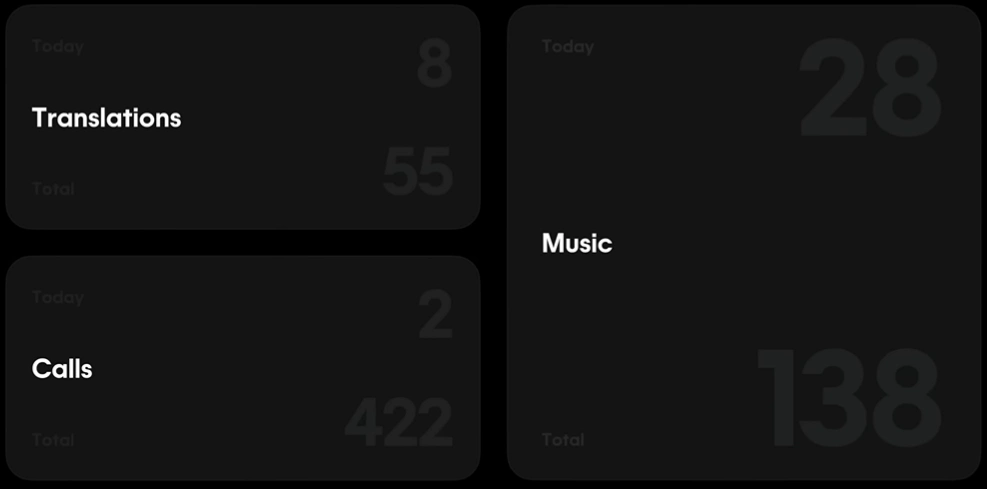 Today
8
Translations
55
Total
Today
2
Calls
422
Total
Today
28
Music
138
Total